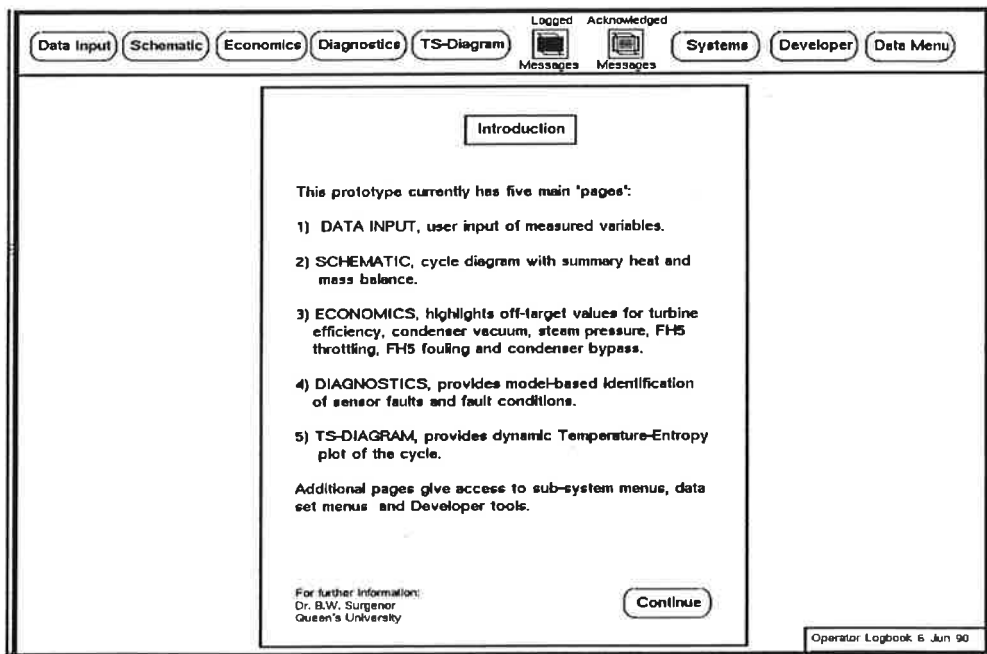 Logged Acknowledged
Data Input Schematic Economics Diagnostics TS-Diagram Systems Developer Data Menu
Messages Messages
Introduction
This prototype currently has five main 'pages':
1) DATA INPUT, user input of measured variables.
2) SCHEMATIC, cycle diagram with summary heat and
mass balance.
3) ECONOMICS, highlights off-target values for turbine
efficiency, condenser vacuum, steam pressure, FH5
throttling, FH5 fouling and condenser bypass.
4) DIAGNOSTICS, provides model-based identification
of sensor faults and fault conditions.
5) TS-DIAGRAM, provides dynamic Temperature-Entropy
plot of the cycle.
Additional pages give access to sub-system menus, data
set menus and Developer tools.
For further information:
Dr. B.W. Surgenor
Queen's University
Continue
Operator Logbook 6 Jun 90